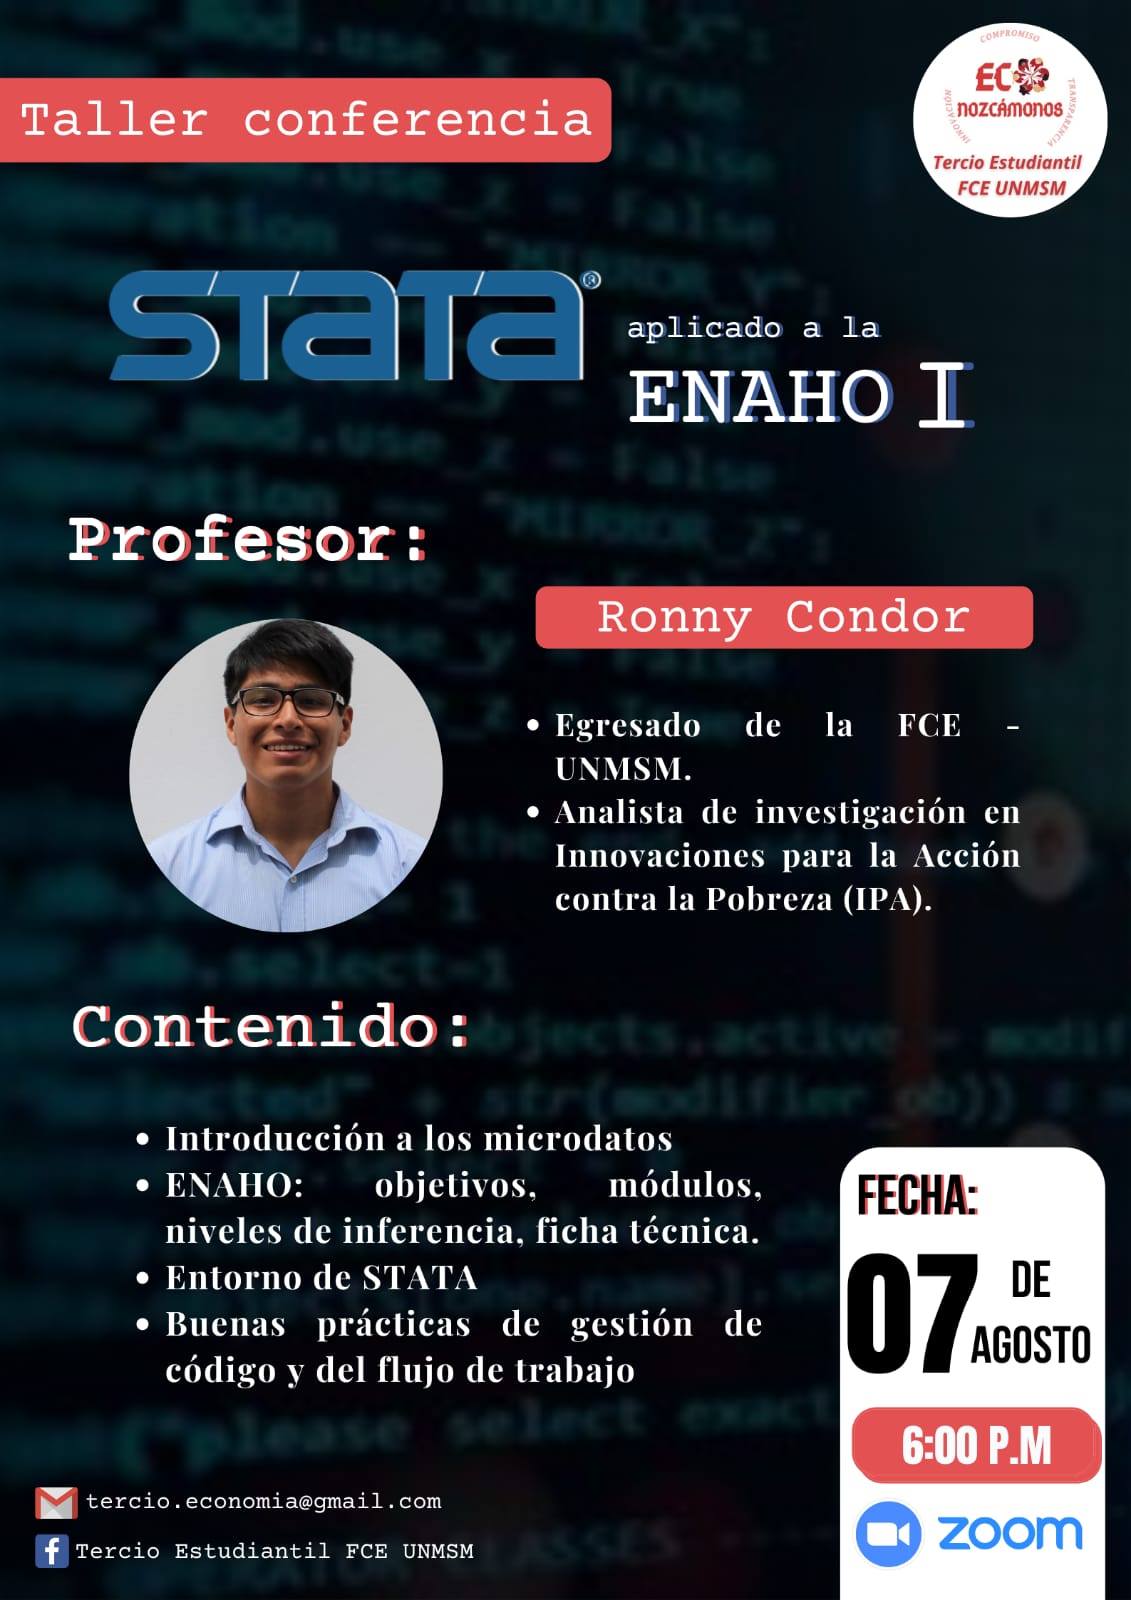 Taller conferencia
COMPROMISO
INNOVACIÓN
TRANSPARENCIA
EC
NOZCÁMONOS
Tercio Estudiantil
FCE UNMSM
STATA®
aplicado a la
ENAHO I
Profesor:
Ronny Condor
• Egresado de la FCE -
UNMSM.
• Analista de investigación en
Innovaciones para la Acción
contra la Pobreza (IPA).
Contenido:
• Introducción a los microdatos
• ENAHO: objetivos, módulos,
niveles de inferencia, ficha técnica.
• Entorno de STATA
• Buenas prácticas de gestión de
código y del flujo de trabajo
FECHA:
07 DE
AGOSTO
6:00 P.M
zoom
tercio.economia@gmail.com
Tercio Estudiantil FCE UNMSM